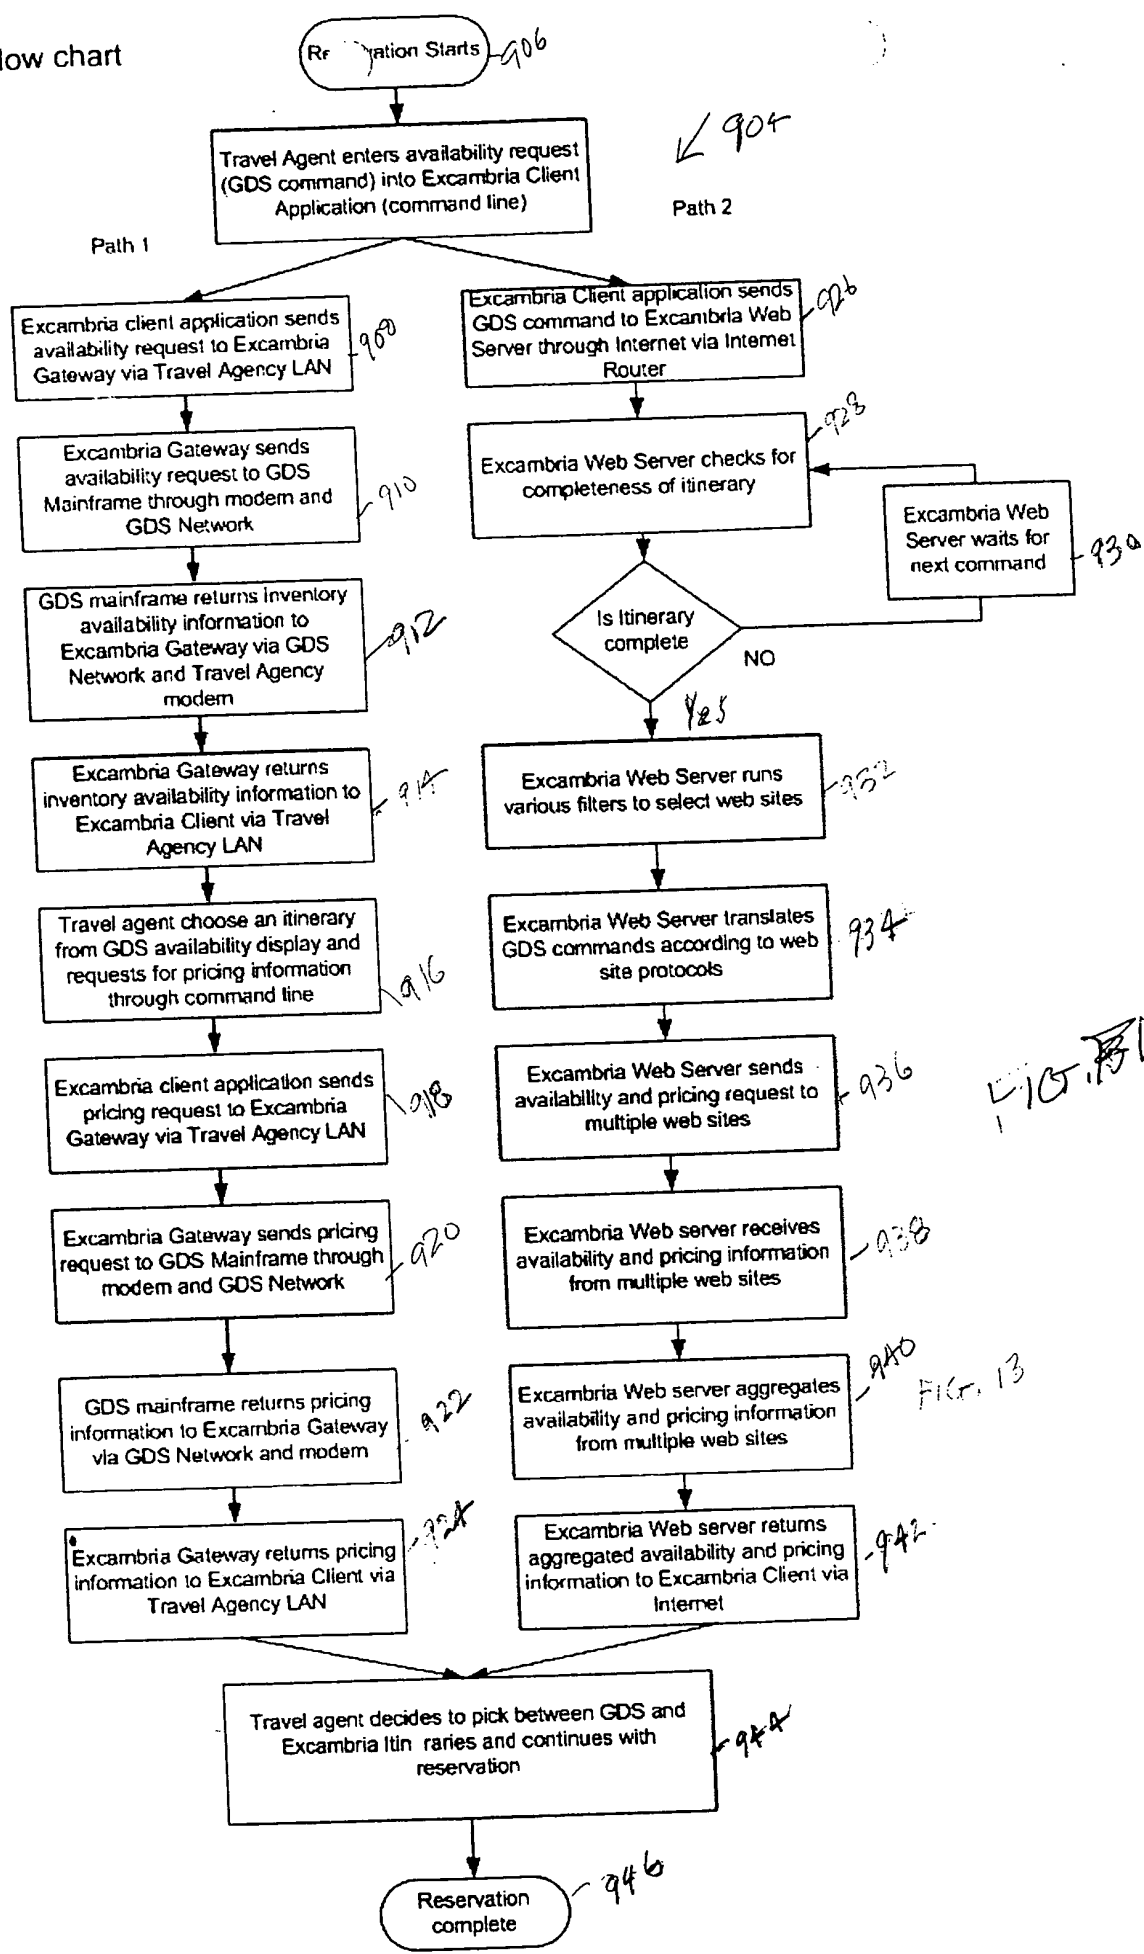 low chart
Re ation Starts
906
Travel Agent enters availability request
(GDS command) into Excambria Client
Application (command line)
904
Path 1
Path 2
Excambria client application sends
availability request to Excambria
Gateway via Travel Agency LAN
Excambria Gateway sends
availability request to GDS
Mainframe through modem and
GDS Network
910
GDS mainframe returns inventory
availability information to
Excambria Gateway via GDS
Network and Travel Agency
modem
912
Excambria Gateway returns
inventory availability information to
Excambria Client via Travel
Agency LAN
914
Travel agent choose an itinerary
from GDS availability display and
requests for pricing information
through command line
916
Excambria client application sends
pricing request to Excambria
Gateway via Travel Agency LAN
918
Excambria Gateway sends pricing
request to GDS Mainframe through
modem and GDS Network
920
GDS mainframe returns pricing
information to Excambria Gateway
via GDS Network and modem
922
Excambria Gateway returns pricing
information to Excambria Client via
Travel Agency LAN
924
Excambria Client application sends
GDS command to Excambria Web
Server through Internet via Internet
Router
926
Excambria Web Server checks for
completeness of itinerary
928
Excambria Web
Server waits for
next command
930
Is Itinerary
complete
NO
Yes
Excambria Web Server runs
various filters to select web sites
932
Excambria Web Server translates
GDS commands according to web
site protocols
934
Excambria Web Server sends
availability and pricing request to
multiple web sites
936
Excambria Web server receives
availability and pricing information
from multiple web sites
938
Excambria Web server aggregates
availability and pricing information
from multiple web sites
940
Excambria Web server returns
aggregated availability and pricing
information to Excambria Client via
Internet
942
FIG.
FIG. 13
Travel agent decides to pick between GDS and
Excambria Itin raries and continues with
reservation
944
Reservation
complete
946